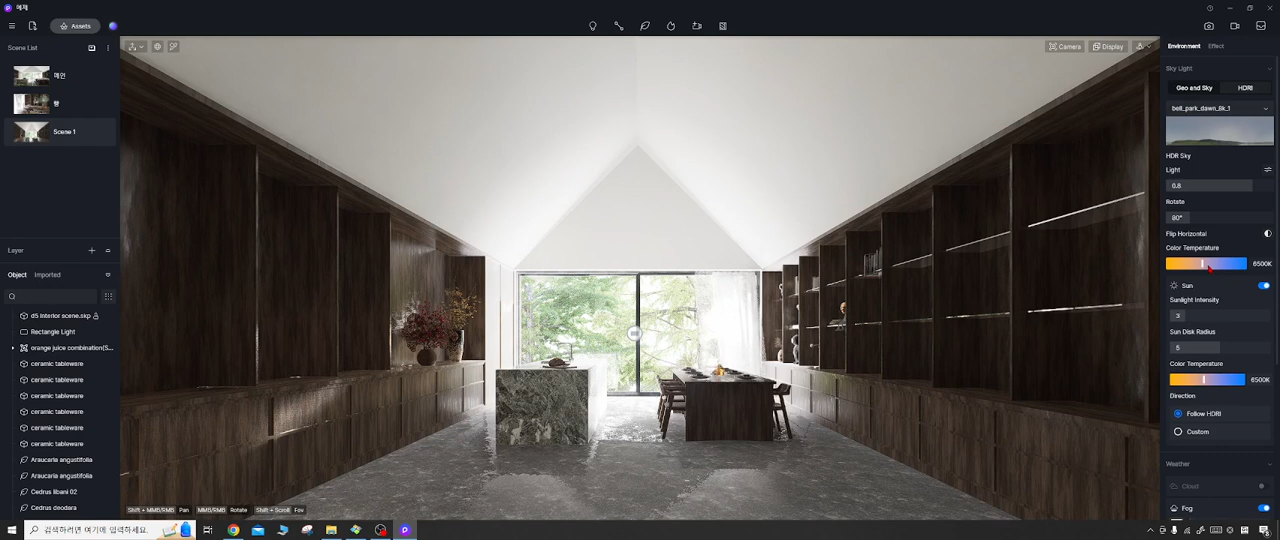 메제
Assets
Scene List
메인
빵
Scene 1
Layer
Object
Imported
d5 interior scene.skp
Rectangle Light
orange juice combination(S...
ceramic tableware
ceramic tableware
ceramic tableware
ceramic tableware
ceramic tableware
ceramic tableware
Araucaria angustifolia
Araucaria angustifolia
Cedrus libani 02
Cedrus deodara
Camera
Display
Shift + MMB/RMB Pan
MMB/RMB Rotate
Shift + Scroll Fov
Environment
Effect
Sky Light
Geo and Sky
HDRI
bell_park_dawn_8k_1
HDR Sky
Light
0.8
Rotate
80°
Flip Horizontal
Color Temperature
6500K
Sun
Sunlight Intensity
3
Sun Disk Radius
5
Color Temperature
6500K
Direction
Follow HDRI
Custom
Weather
Cloud
Fog
검색하려면 여기에 입력하세요.